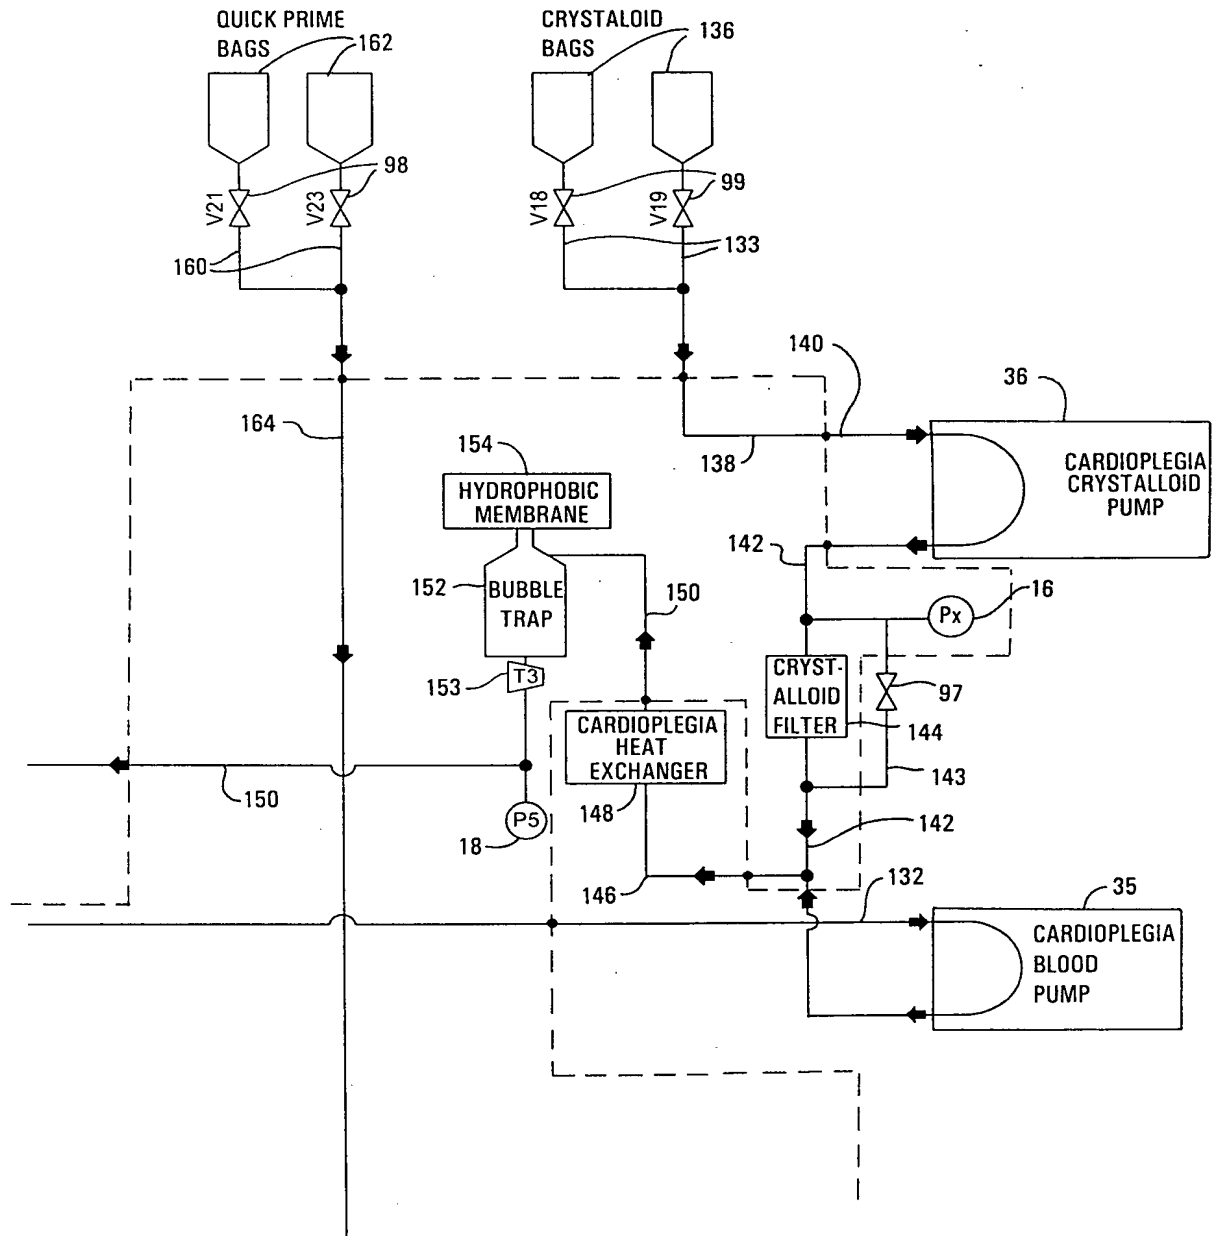 QUICK PRIME
BAGS
162
CRYSTALOID
BAGS
136
98
99
V21
V23
V18
V19
160
133
140
36
164
138
154
HYDROPHOBIC
MEMBRANE
CARDIOPLEGIA
CRYSTALLOID
PUMP
142
152
BUBBLE
TRAP
150
Px
16
153
T3
CRYST-
ALLOID
FILTER
97
144
CARDIOPLEGIA
HEAT
EXCHANGER
143
150
148
P5
18
142
146
132
35
CARDIOPLEGIA
BLOOD
PUMP